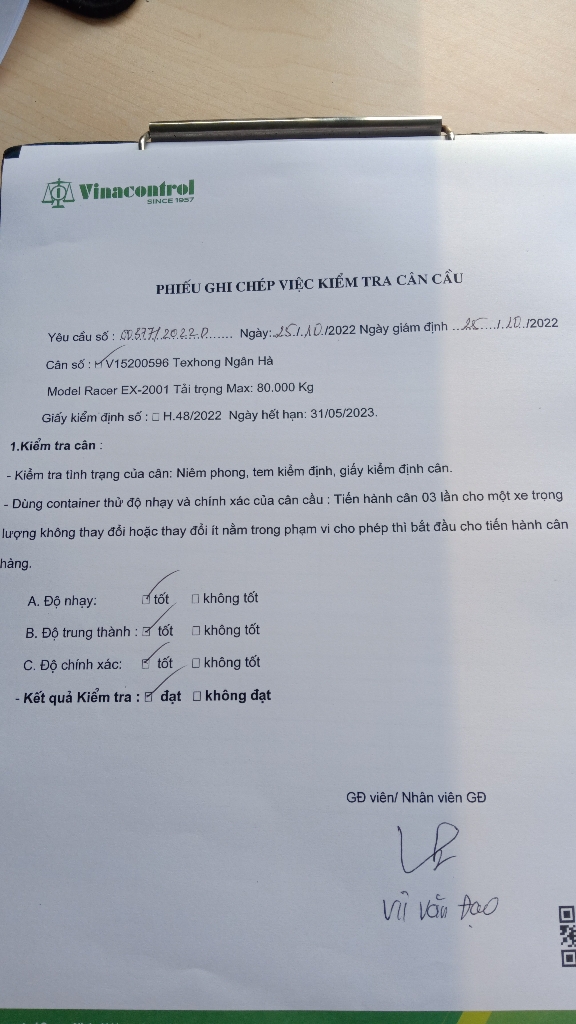 Vinacontrol
SINCE 1957
PHIẾU GHI CHÉP VIỆC KIỂM TRA CÂN CẦU
Yêu cầu số : 00577/2022.D...... Ngày: 25/.10./2022 Ngày giám định ...25..../.10./2022
Cân số : ☑ V15200596 Texhong Ngân Hà
Model Racer EX-2001 Tải trọng Max: 80.000 Kg
Giấy kiểm định số : ☐ H.48/2022 Ngày hết hạn: 31/05/2023.
1.Kiểm tra cân :
- Kiểm tra tình trạng của cân: Niêm phong, tem kiểm định, giấy kiểm định cân.
- Dùng container thử độ nhạy và chính xác của cân cầu : Tiến hành cân 03 lần cho một xe trọng
lượng không thay đổi hoặc thay đổi ít nằm trong phạm vi cho phép thì bắt đầu cho tiến hành cân
hàng.
A. Độ nhạy: ☑ tốt ☐ không tốt
B. Độ trung thành : ☑ tốt ☐ không tốt
C. Độ chính xác: ☑ tốt ☐ không tốt
- Kết quả Kiểm tra : ☑ đạt ☐ không đạt
GĐ viên/ Nhân viên GĐ
Vũ Văn Đạo